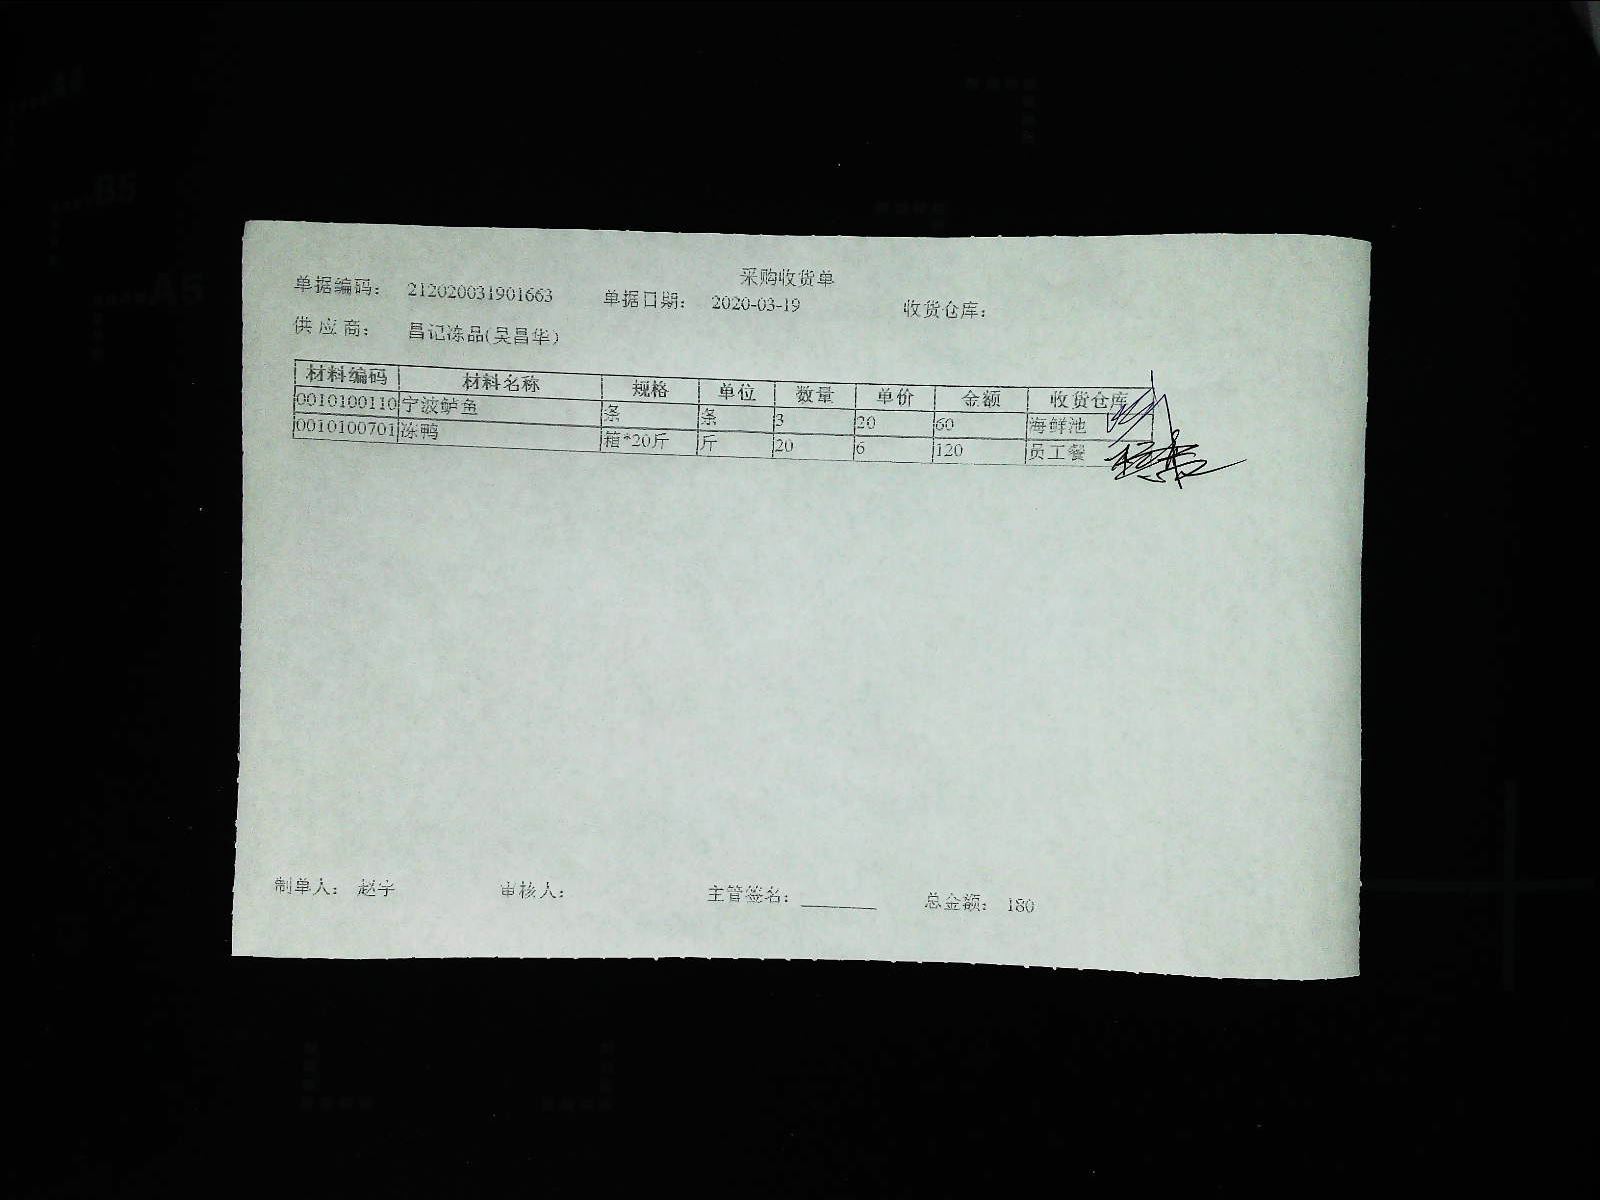 采购收货单
单据编码： 212020031901663 单据日期： 2020-03-19 收货仓库：
供 应 商： 昌记冻品(吴昌华)
材料编码 材料名称 规格 单位 数量 单价 金额 收货仓库
0010100110 宁波鲈鱼 条 条 3 20 60 海鲜池
0010100701 冻鸭 箱*20斤 斤 20 6 120 员工餐
制单人： 赵宇 审核人： 主管签名： 总金额： 180